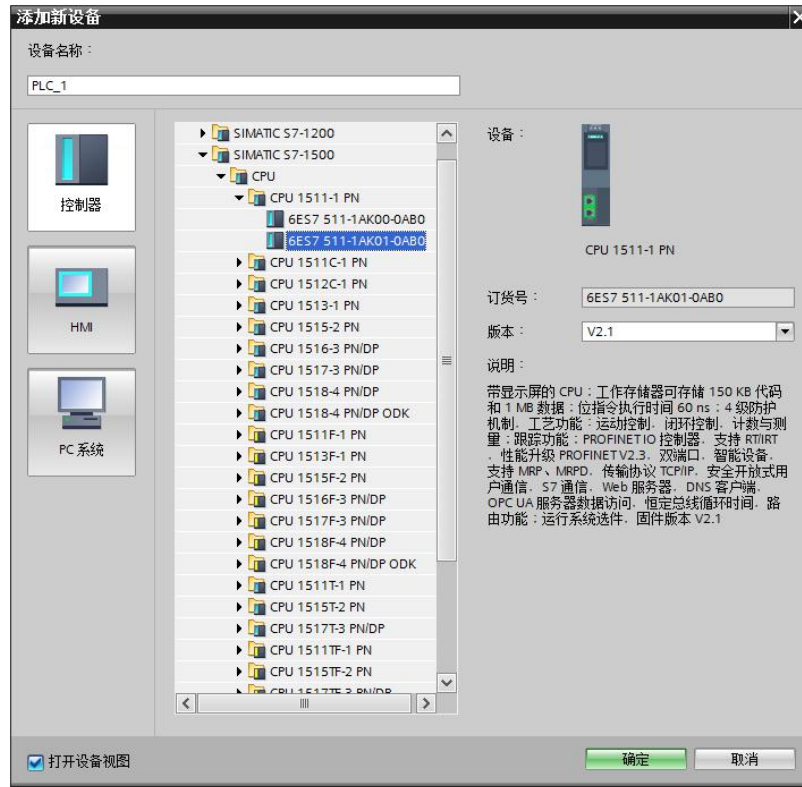 添加新设备
设备名称：
PLC_1
控制器
HMI
PC 系统
SIMATIC S7-1200
SIMATIC S7-1500
CPU
CPU 1511-1 PN
6ES7 511-1AK00-0AB0
6ES7 511-1AK01-0AB0
CPU 1511C-1 PN
CPU 1512C-1 PN
CPU 1513-1 PN
CPU 1515-2 PN
CPU 1516-3 PN/DP
CPU 1517-3 PN/DP
CPU 1518-4 PN/DP
CPU 1518-4 PN/DP ODK
CPU 1511F-1 PN
CPU 1513F-1 PN
CPU 1515F-2 PN
CPU 1516F-3 PN/DP
CPU 1517F-3 PN/DP
CPU 1518F-4 PN/DP
CPU 1518F-4 PN/DP ODK
CPU 1511T-1 PN
CPU 1515T-2 PN
CPU 1517T-3 PN/DP
CPU 1511TF-1 PN
CPU 1515TF-2 PN
CPU 1517TF-3 PN/DP
设备：
CPU 1511-1 PN
订货号：
6ES7 511-1AK01-0AB0
版本：
V2.1
说明：
带显示屏的 CPU；工作存储器可存储 150 KB 代码
和 1 MB 数据；位指令执行时间 60 ns；4 级防护
机制，工艺功能：运动控制，闭环控制，计数与测
量；跟踪功能；PROFINET IO 控制器，支持 RT/IRT
，性能升级 PROFINET V2.3，双端口，智能设备，
支持 MRP、MRPD，传输协议 TCP/IP，安全开放式用
户通信，S7 通信，Web 服务器，DNS 客户端，
OPC UA 服务器数据访问，恒定总线循环时间，路
由功能；运行系统选件，固件版本 V2.1
打开设备视图
确定
取消